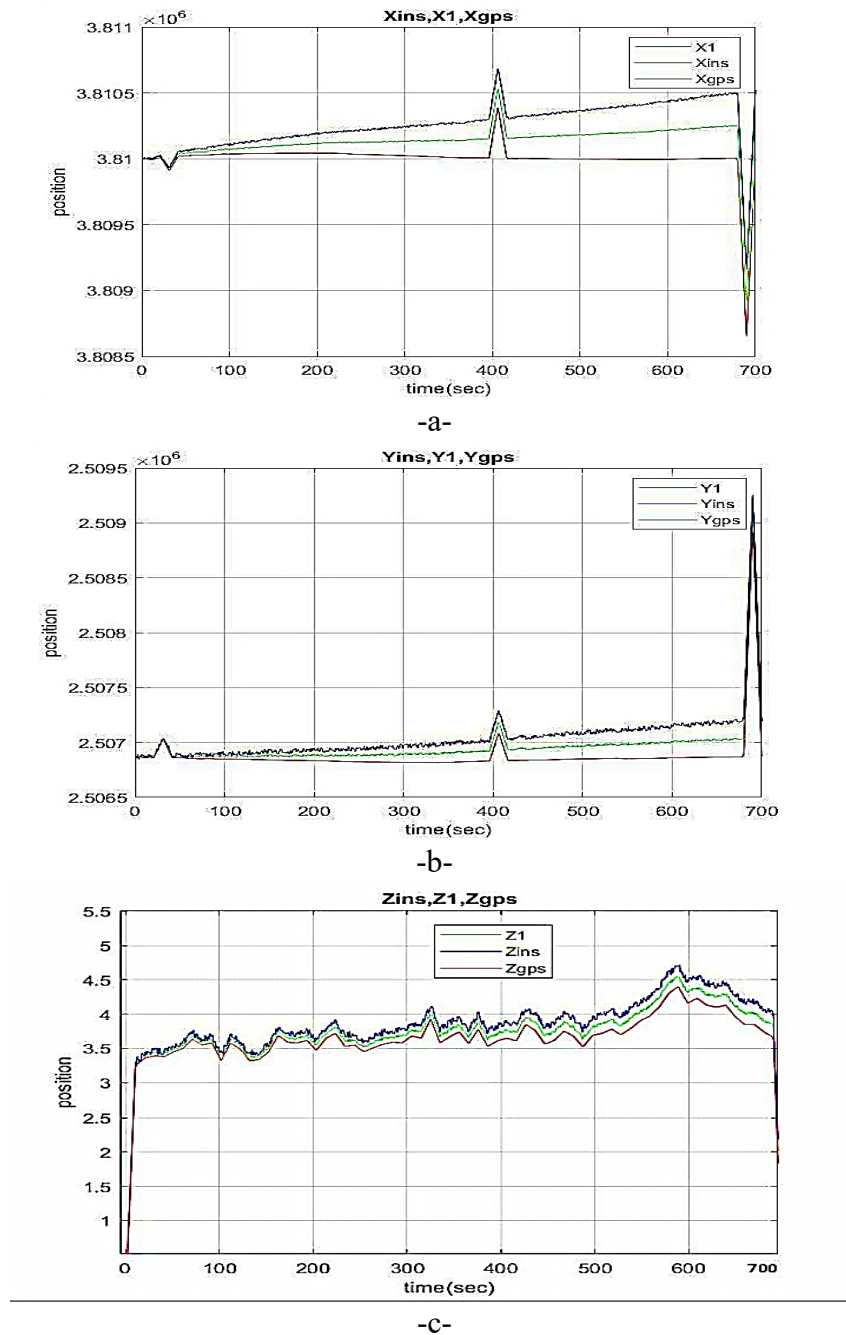 Xins,X1,Xgps
×10⁶
3.811
3.8105
3.81
3.8095
3.809
3.8085
position
X1
Xins
Xgps
0 100 200 300 400 500 600 700
time(sec)
-a-
Yins,Y1,Ygps
×10⁶
2.5095
2.509
2.5085
2.508
2.5075
2.507
2.5065
position
Y1
Yins
Ygps
0 100 200 300 400 500 600 700
time(sec)
-b-
Zins,Z1,Zgps
5.5
5
4.5
4
3.5
3
2.5
2
1.5
1
position
Z1
Zins
Zgps
0 100 200 300 400 500 600 700
time(sec)
-c-